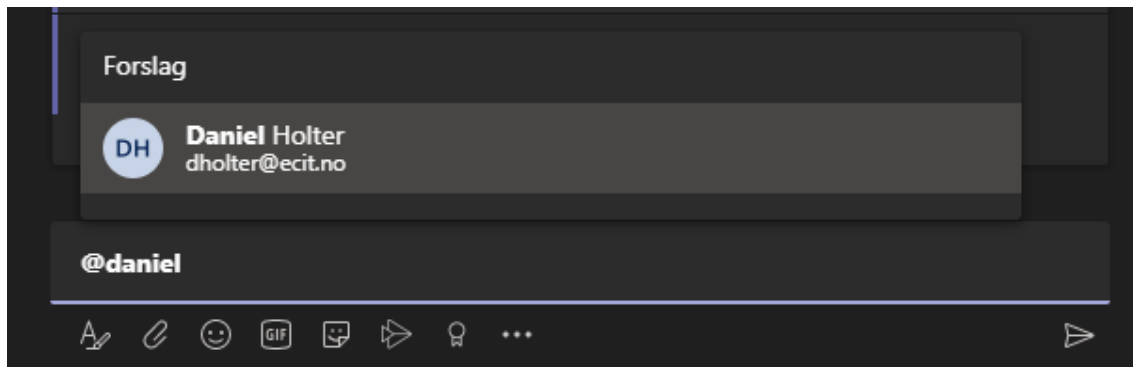 Forslag
DH
Daniel Holter
dholter@ecit.no
@daniel
GIF